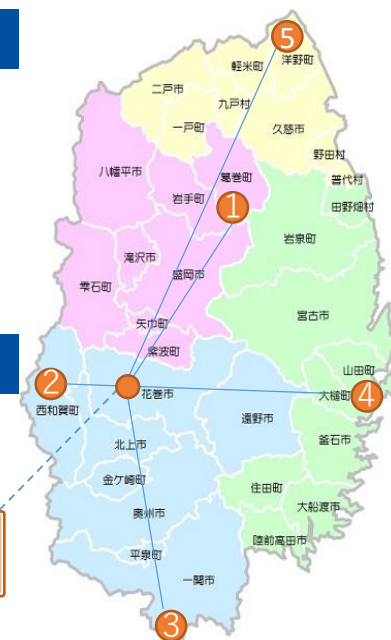 ⑤
軽米町
洋野町
二戸市
九戸村
一戸町
久慈市
野田村
八幡平市
葛巻町
普代村
岩手町
①
田野畑村
岩泉町
滝沢市
盛岡市
雫石町
宮古市
矢巾町
紫波町
山田町
②
花巻市
大槌町
④
西和賀町
遠野市
北上市
釜石市
金ケ崎町
住田町
奥州市
大船渡市
陸前高田市
平泉町
一関市
③